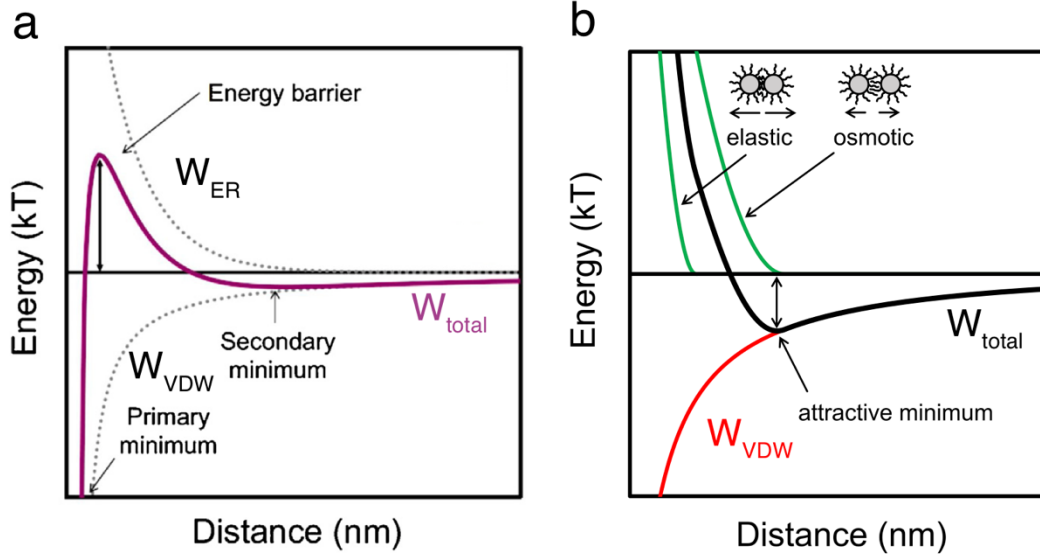 a
Energy barrier
W_ER
Energy (kT)
W_total
Secondary
minimum
W_VDW
Primary
minimum
Distance (nm)
b
elastic
osmotic
Energy (kT)
W_total
attractive minimum
W_VDW
Distance (nm)